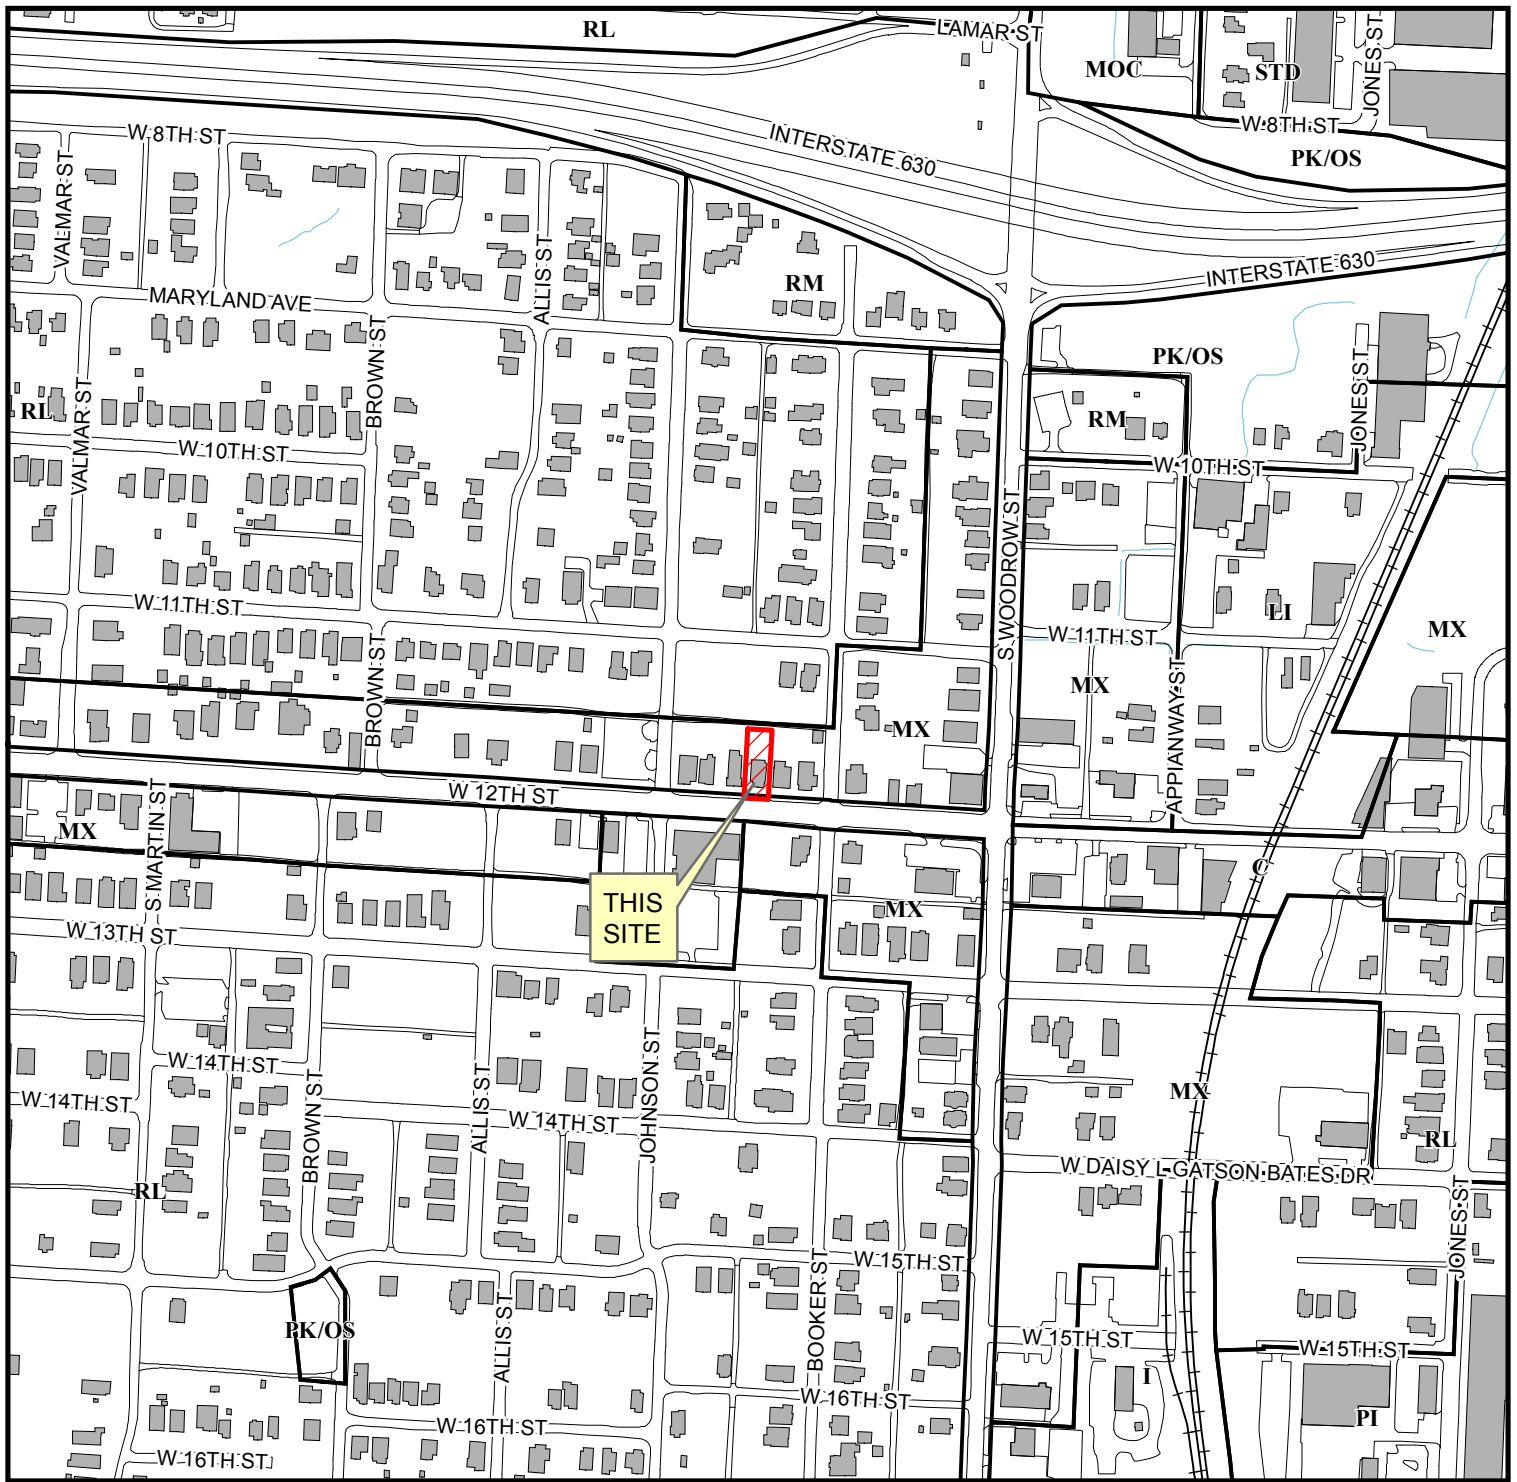 RL
LAMAR ST
MOC
STD
JONES ST
W 8TH ST
W 8TH ST
INTERSTATE 630
PK/OS
VALMAR ST
ALLIS ST
INTERSTATE 630
RM
MARYLAND AVE
BROWN ST
PK/OS
JONES ST
RL
VALMAR ST
RM
W 10TH ST
W 10TH ST
S WOODROW ST
W 11TH ST
LI
MX
W 11TH ST
BROWN ST
MX
APPIANWAY ST
MX
W 12TH ST
S MARTIN ST
MX
C
THIS
SITE
MX
W 13TH ST
JOHNSON ST
W 14TH ST
BROWN ST
ALLIS ST
MX
W 14TH ST
W 14TH ST
RL
W DAISY L GATSON BATES DR
RL
JONES ST
W 15TH ST
BOOKER ST
PK/OS
ALLIS ST
W 15TH ST
W 15TH ST
I
W 16TH ST
PI
W 16TH ST
W 16TH ST